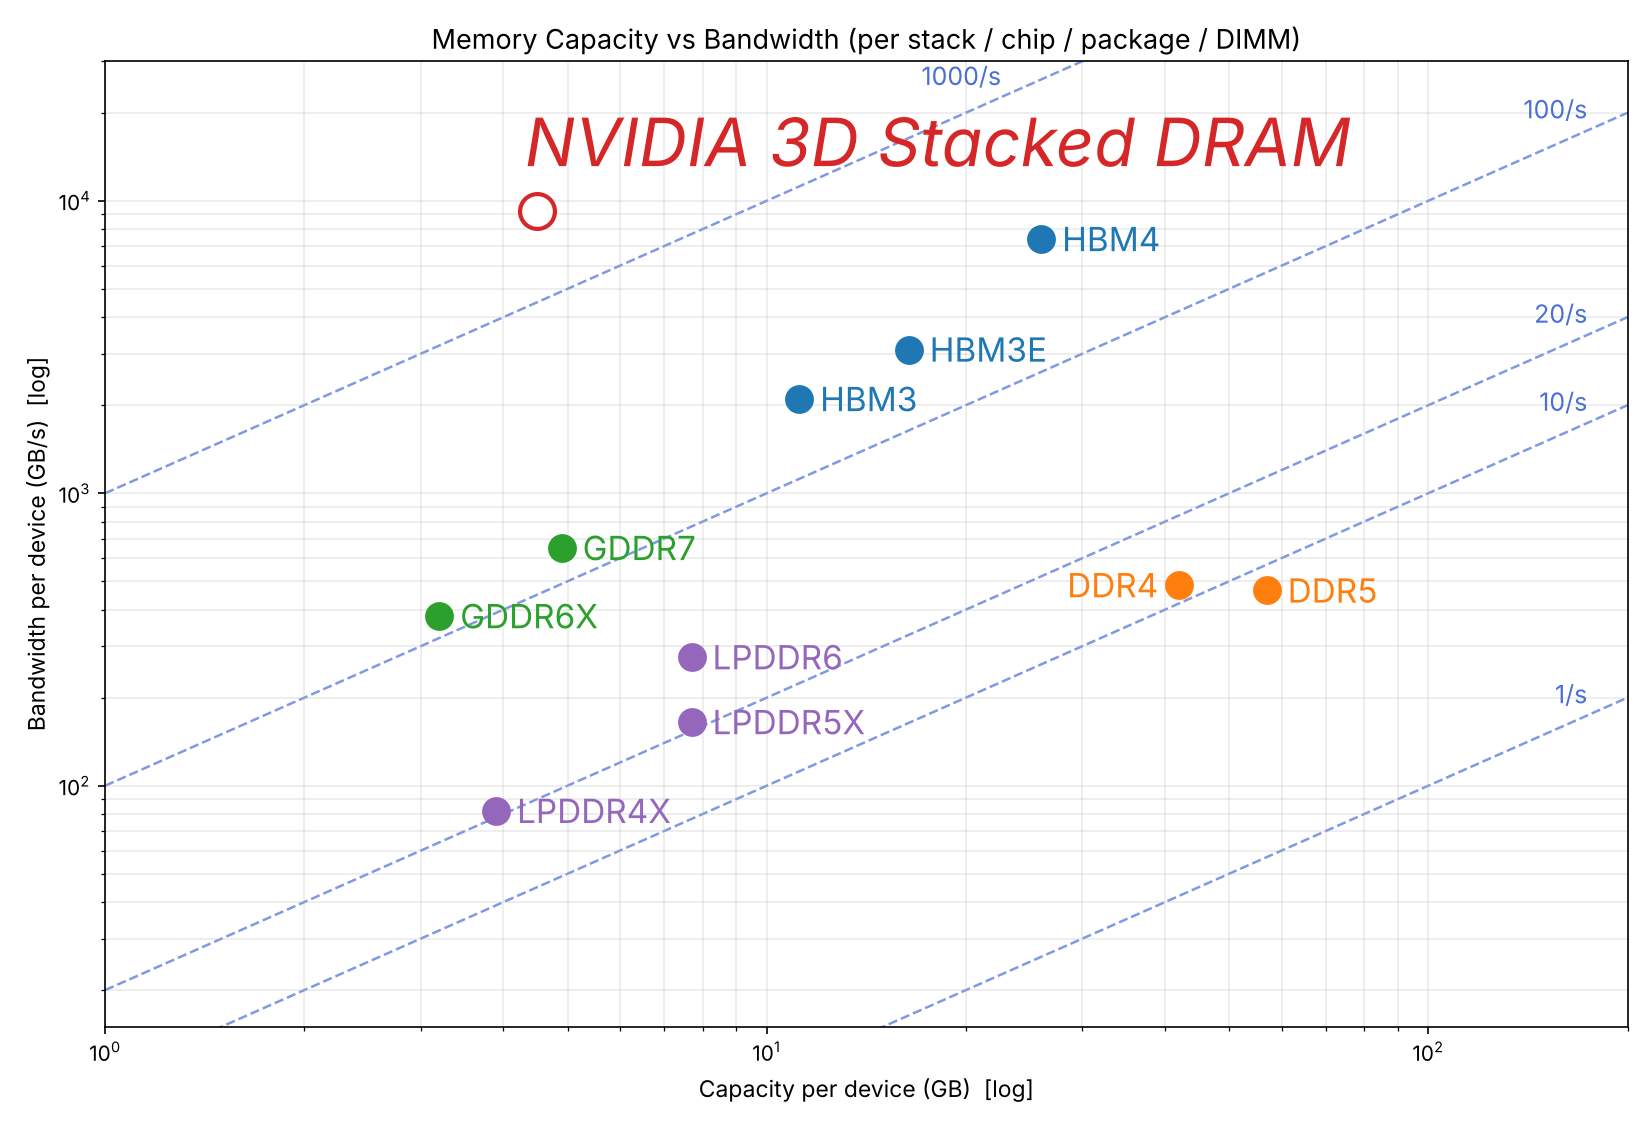 Memory Capacity vs Bandwidth (per stack / chip / package / DIMM)
1000/s
100/s
NVIDIA 3D Stacked DRAM
10⁴
HBM4
20/s
HBM3E
10/s
HBM3
Bandwidth per device (GB/s) [log]
10³
GDDR7
DDR4
DDR5
GDDR6X
LPDDR6
1/s
LPDDR5X
10²
LPDDR4X
10⁰
10¹
10²
Capacity per device (GB) [log]